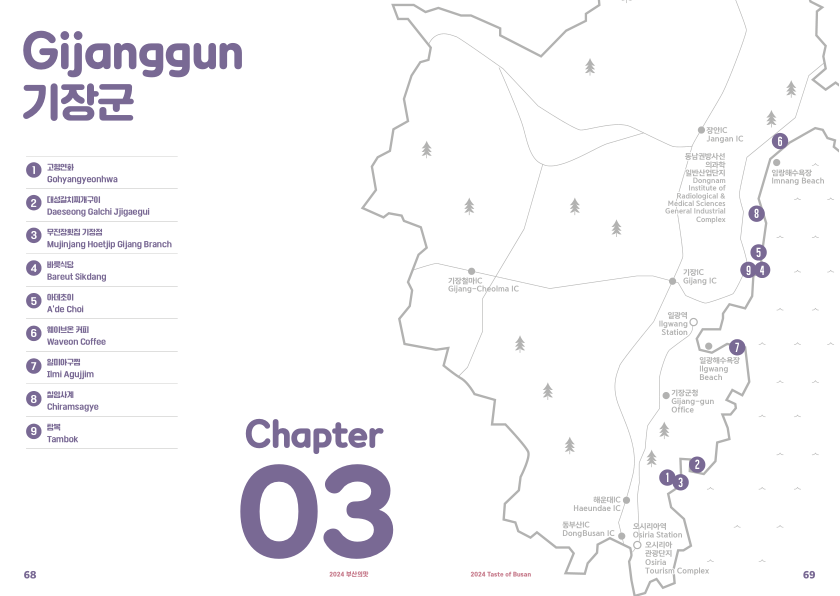 Gijanggun
기장군
1 고향연화
Gohyangyeonhwa
2 대성갈치찌개구이
Daeseong Galchi Jjigaegui
3 무진장횟집 기장점
Mujinjang Hoetjip Gijang Branch
4 바릇식당
Bareut Sikdang
5 아데초이
A'de Choi
6 웨이브온 커피
Waveon Coffee
7 일미아구찜
Ilmi Agujjim
8 칠암사계
Chiramsagye
9 탐복
Tambok
Chapter
03
68
2024 부산의맛
2024 Taste of Busan
69
장안IC
Jangan IC
6
임랑해수욕장
Imnang Beach
동남권방사선
의과학
일반산업단지
Dongnam
Institute of
Radiological &
Medical Sciences
General Industrial
Complex
8
5
9 4
기장철마IC
Gijang-Cheolma IC
기장IC
Gijang IC
일광역
Ilgwang
Station
7
일광해수욕장
Ilgwang
Beach
기장군청
Gijang-gun
Office
2
1 3
해운대IC
Haeundae IC
동부산IC
DongBusan IC
오시리아역
Osiria Station
오시리아
관광단지
Osiria
Tourism Complex